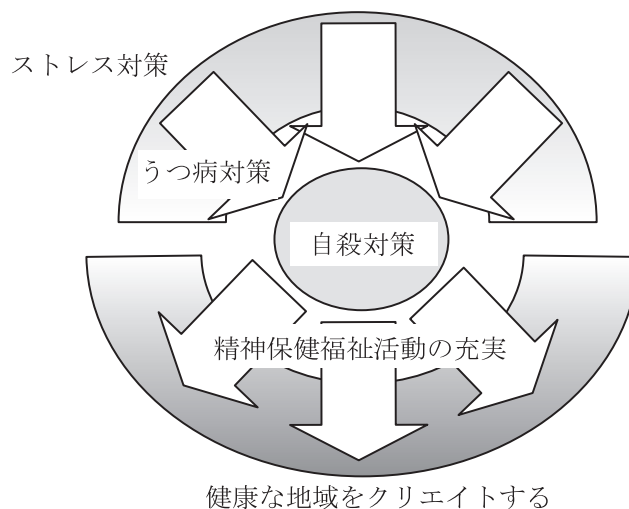 ストレス対策
うつ病対策
自殺対策
精神保健福祉活動の充実
健康な地域をクリエイトする